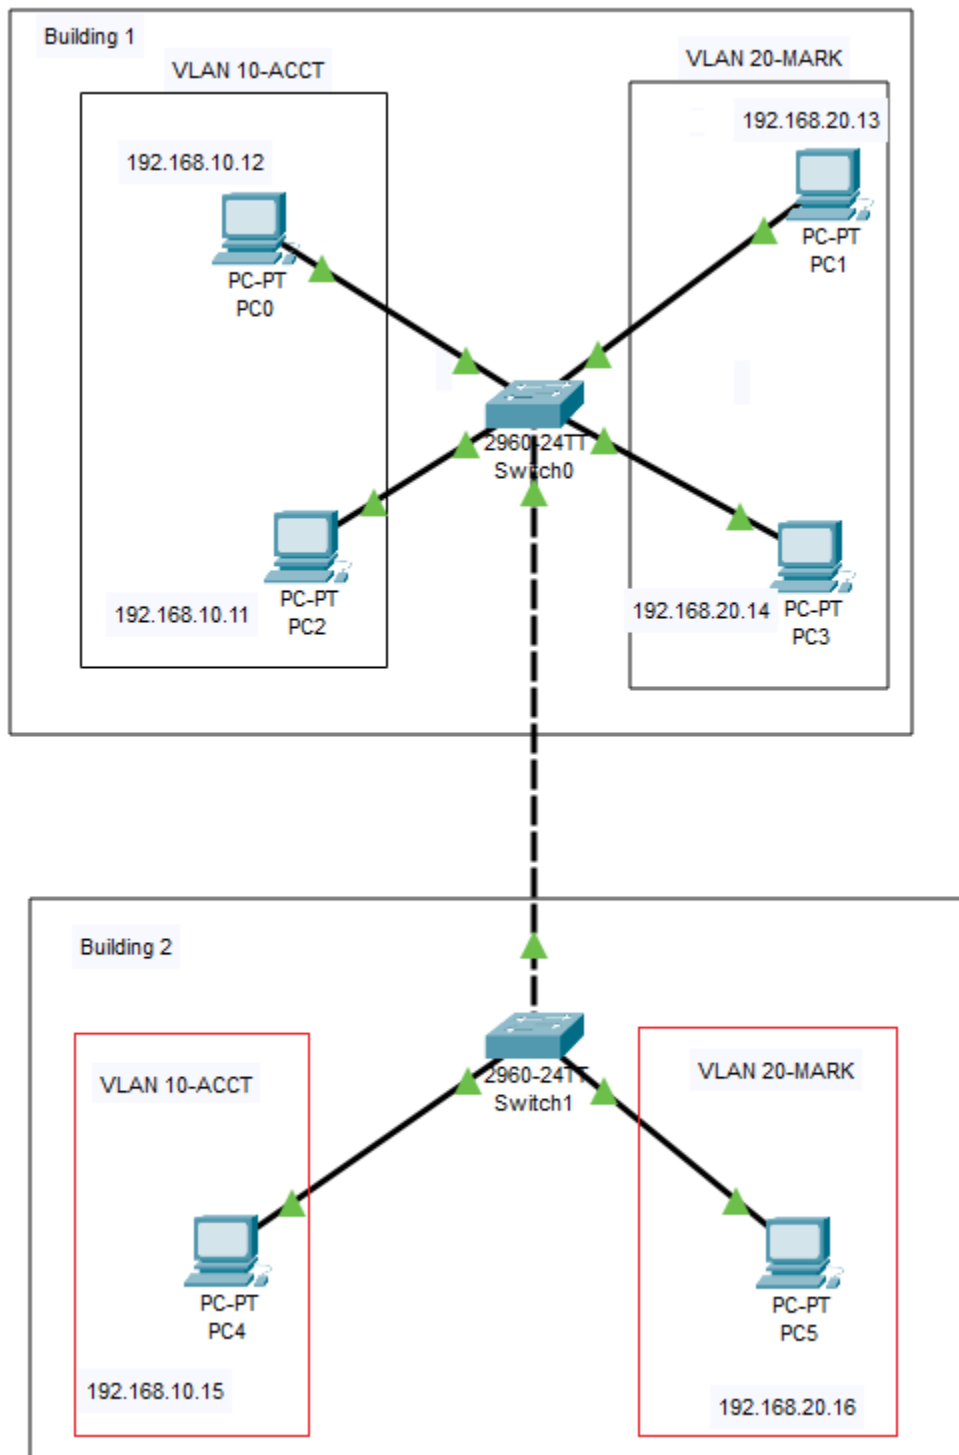 Building 1
VLAN 10-ACCT
VLAN 20-MARK
192.168.10.12
192.168.20.13
PC-PT
PC0
PC-PT
PC1
2960-24TT
Switch0
192.168.10.11
PC-PT
PC2
192.168.20.14
PC-PT
PC3
Building 2
VLAN 10-ACCT
VLAN 20-MARK
2960-24TT
Switch1
PC-PT
PC4
PC-PT
PC5
192.168.10.15
192.168.20.16